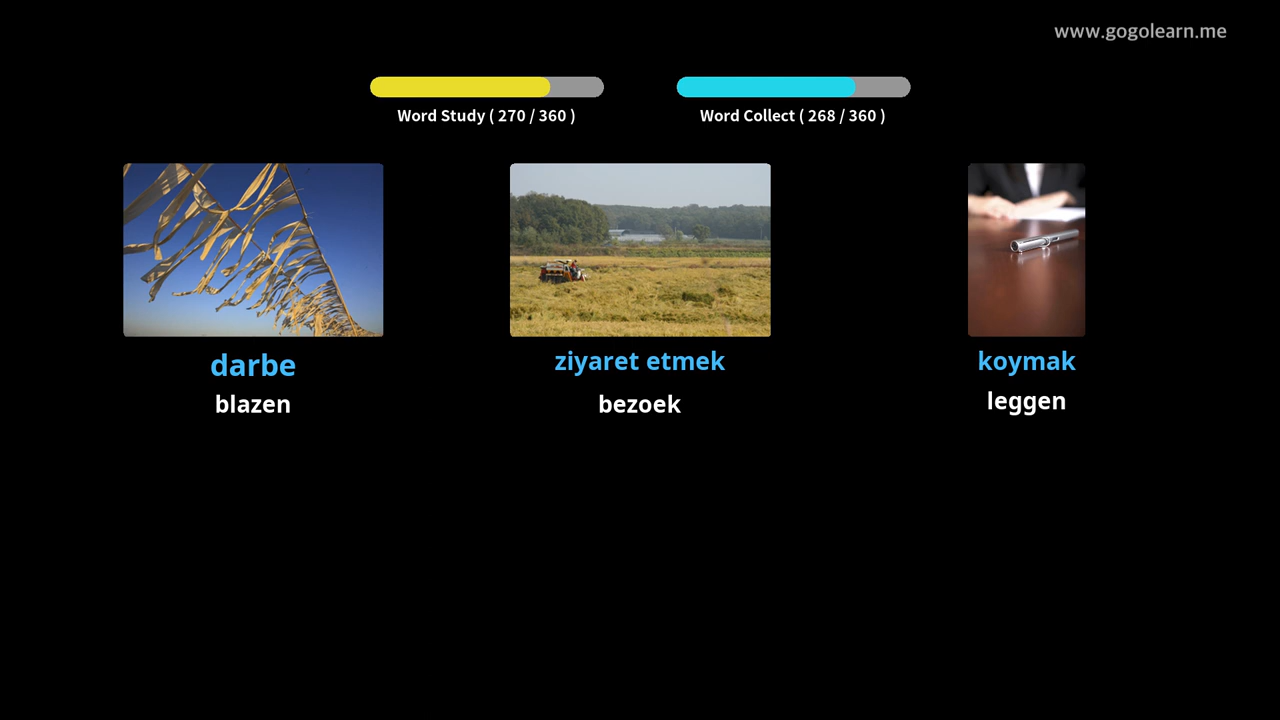 www.gogolearn.me
Word Study ( 270 / 360 )
Word Collect ( 268 / 360 )
darbe
blazen
ziyaret etmek
bezoek
koymak
leggen